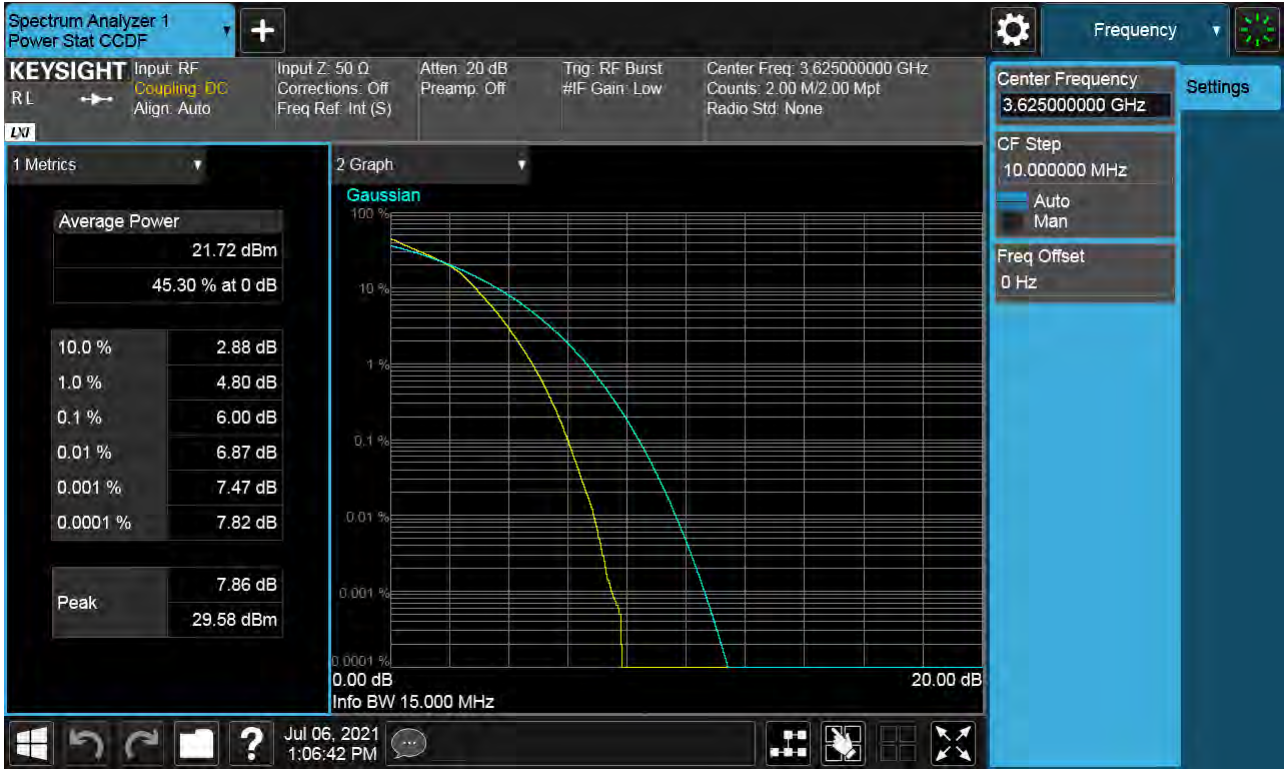 Spectrum Analyzer 1
Power Stat CCDF
Frequency
KEYSIGHT
R L
LXI
Input: RF
Coupling: DC
Align: Auto
Input Z: 50 Ω
Corrections: Off
Freq Ref: Int (S)
Atten: 20 dB
Preamp: Off
Trig: RF Burst
#IF Gain: Low
Center Freq: 3.625000000 GHz
Counts: 2.00 M/2.00 Mpt
Radio Std: None
Center Frequency
3.625000000 GHz
Settings
CF Step
10.000000 MHz
Auto
Man
Freq Offset
0 Hz
1 Metrics
Average Power
21.72 dBm
45.30 % at 0 dB
10.0 % 2.88 dB
1.0 % 4.80 dB
0.1 % 6.00 dB
0.01 % 6.87 dB
0.001 % 7.47 dB
0.0001 % 7.82 dB
Peak
7.86 dB
29.58 dBm
2 Graph
Gaussian
100 %
10 %
1 %
0.1 %
0.01 %
0.001 %
0.0001 %
0.00 dB 20.00 dB
Info BW 15.000 MHz
?
Jul 06, 2021
1:06:42 PM